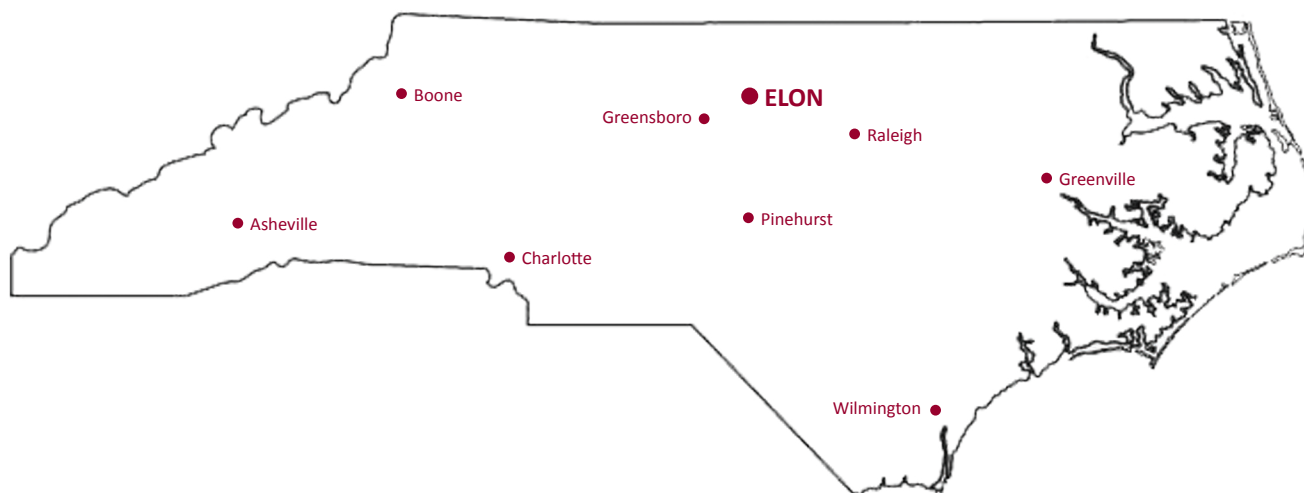 Boone
ELON
Greensboro
Raleigh
Greenville
Pinehurst
Asheville
Charlotte
Wilmington